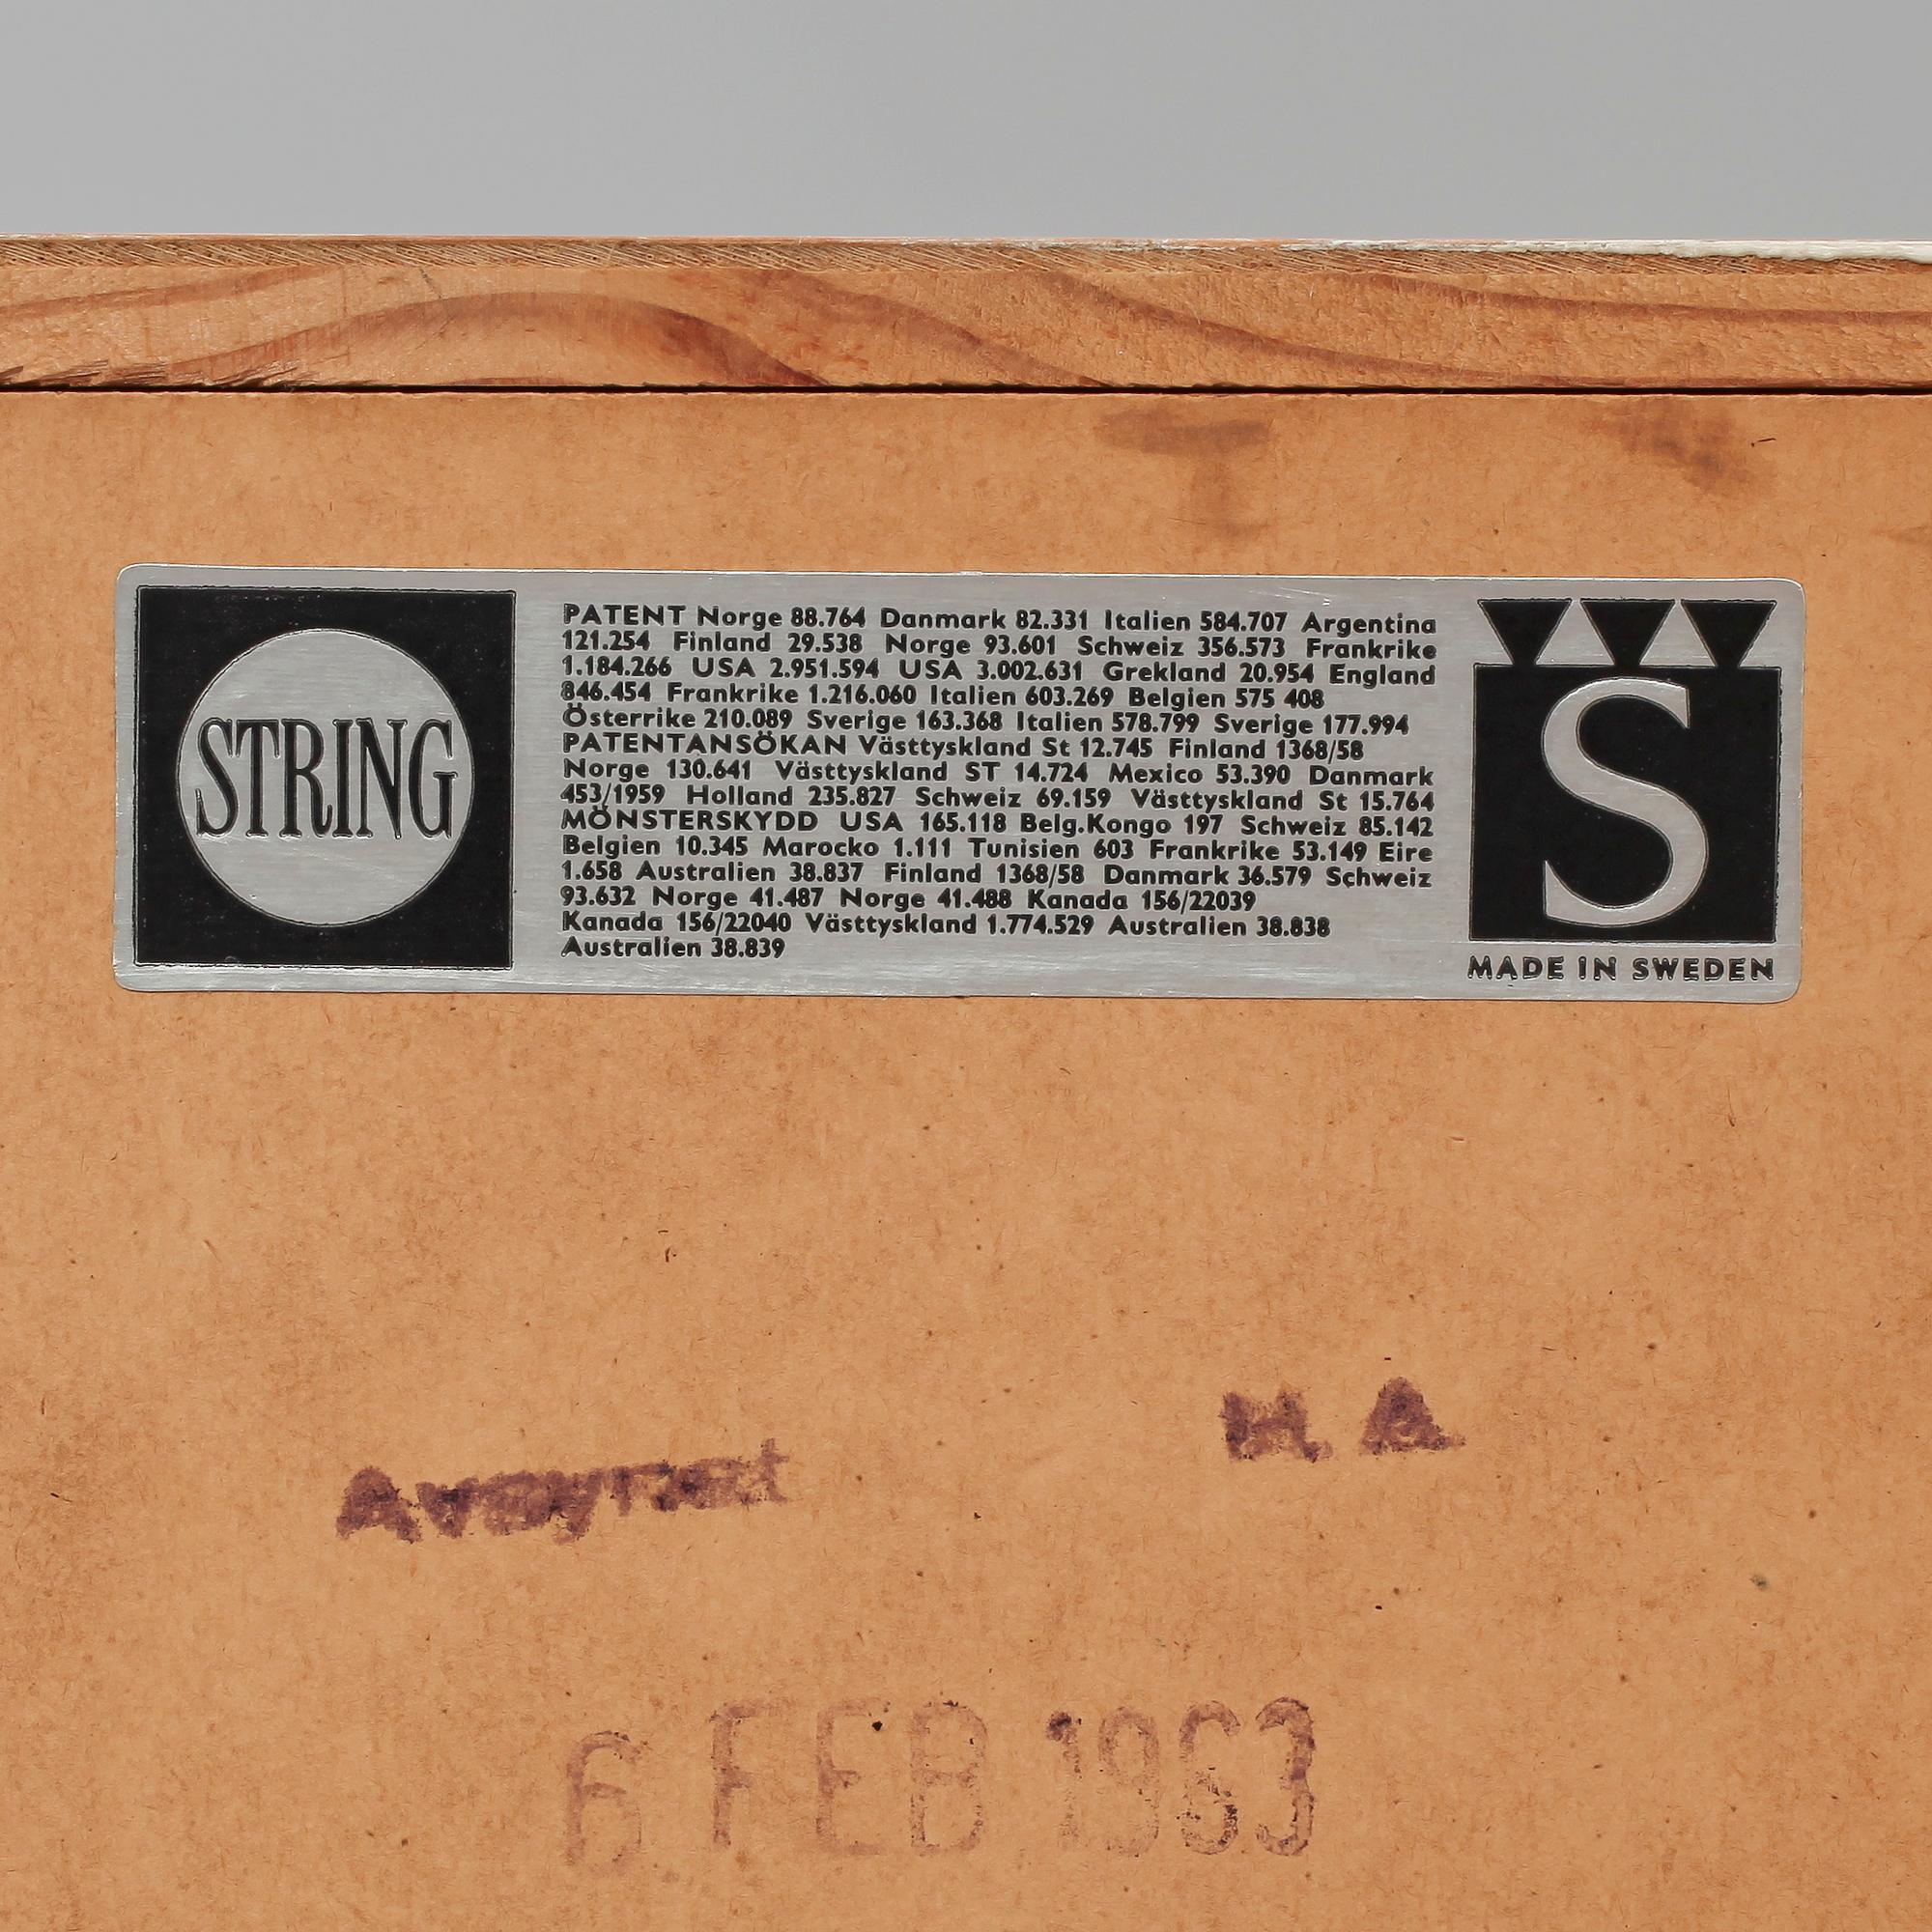 STRING
PATENT Norge 88.764 Danmark 82.331 Italien 584.707 Argentina
121.254 Finland 29.538 Norge 93.601 Schweiz 356.573 Frankrike
1.184.266 USA 2.951.594 USA 3.002.631 Grekland 20.954 England
846.454 Frankrike 1.216.060 Italien 603.269 Belgien 575 408
Österrike 210.089 Sverige 163.368 Italien 578.799 Sverige 177.994
PATENTANSÖKAN Västtyskland St 12.745 Finland 1368/58
Norge 130.641 Västtyskland ST 14.724 Mexico 53.390 Danmark
453/1959 Holland 235.827 Schweiz 69.159 Västtyskland St 15.764
MÖNSTERSKYDD USA 165.118 Belg.Kongo 197 Schweiz 85.142
Belgien 10.345 Marocko 1.111 Tunisien 603 Frankrike 53.149 Eire
1.658 Australien 38.837 Finland 1368/58 Danmark 36.579 Schweiz
93.632 Norge 41.487 Norge 41.488 Kanada 156/22039
Kanada 156/22040 Västtyskland 1.774.529 Australien 38.838
Australien 38.839
S
MADE IN SWEDEN
H. A.
6 FEB 1963